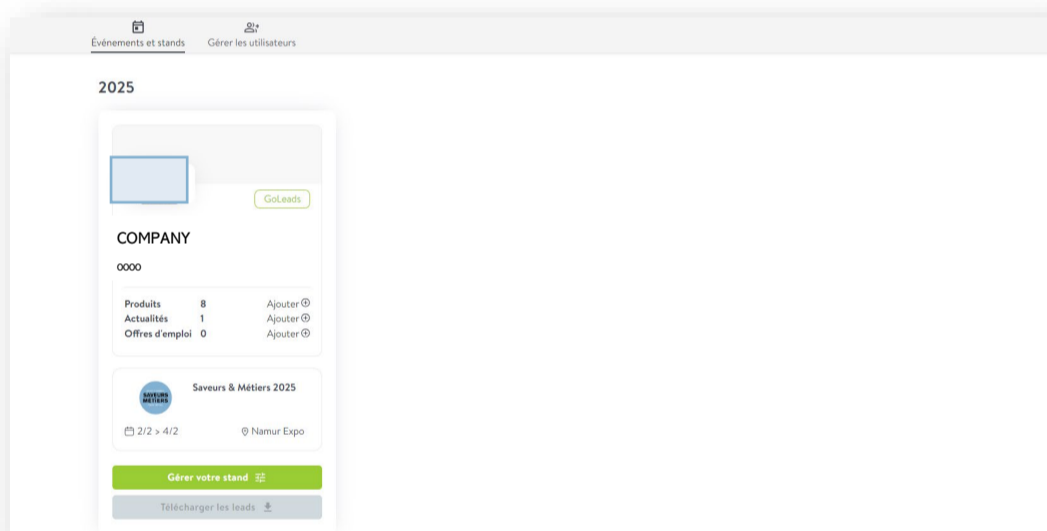 Événements et stands Gérer les utilisateurs
2025
GoLeads
COMPANY
0000
Produits 8 Ajouter
Actualités 1 Ajouter
Offres d'emploi 0 Ajouter
SAVEURS
MÉTIERS
Saveurs & Métiers 2025
2/2 > 4/2 Namur Expo
Gérer votre stand
Télécharger les leads